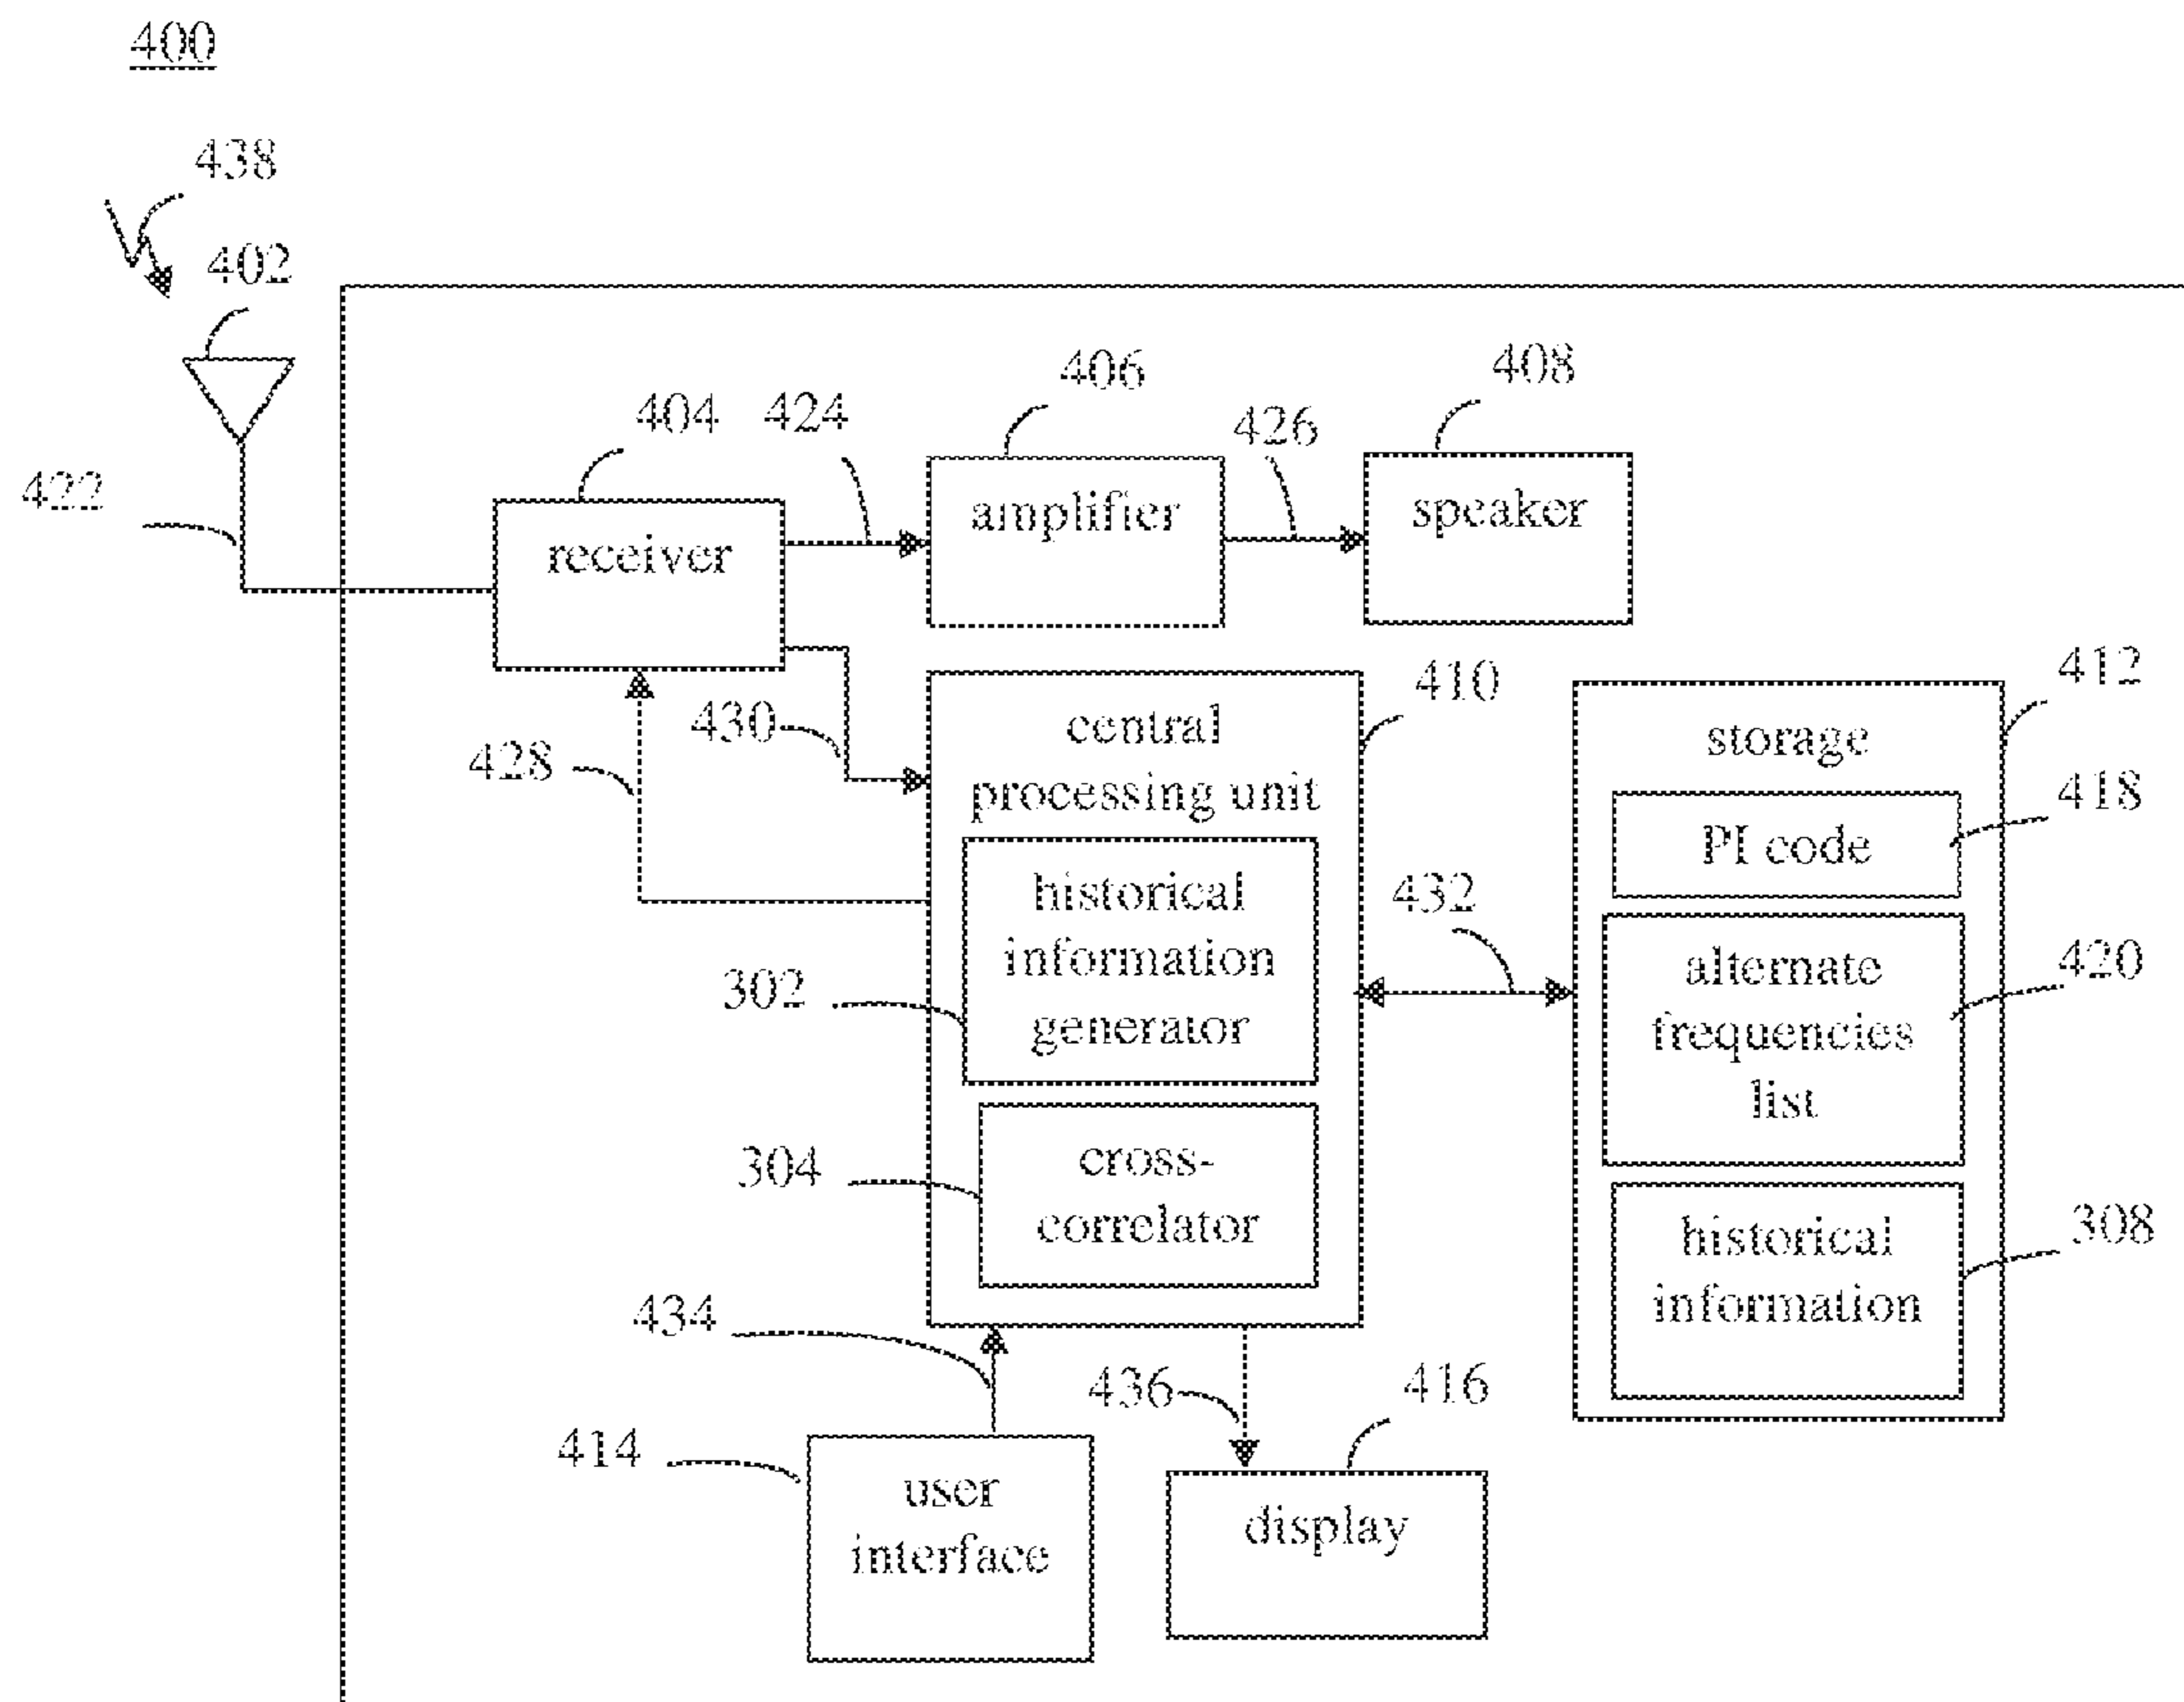 400
438
402
422
404
424
406
426
408
receiver
amplifier
speaker
428
430
410
412
central
processing unit
storage
418
PI code
historical
information
generator
302
432
alternate
frequencies
list
420
304
cross-
correlator
historical
information
308
434
436
416
414
user
interface
display